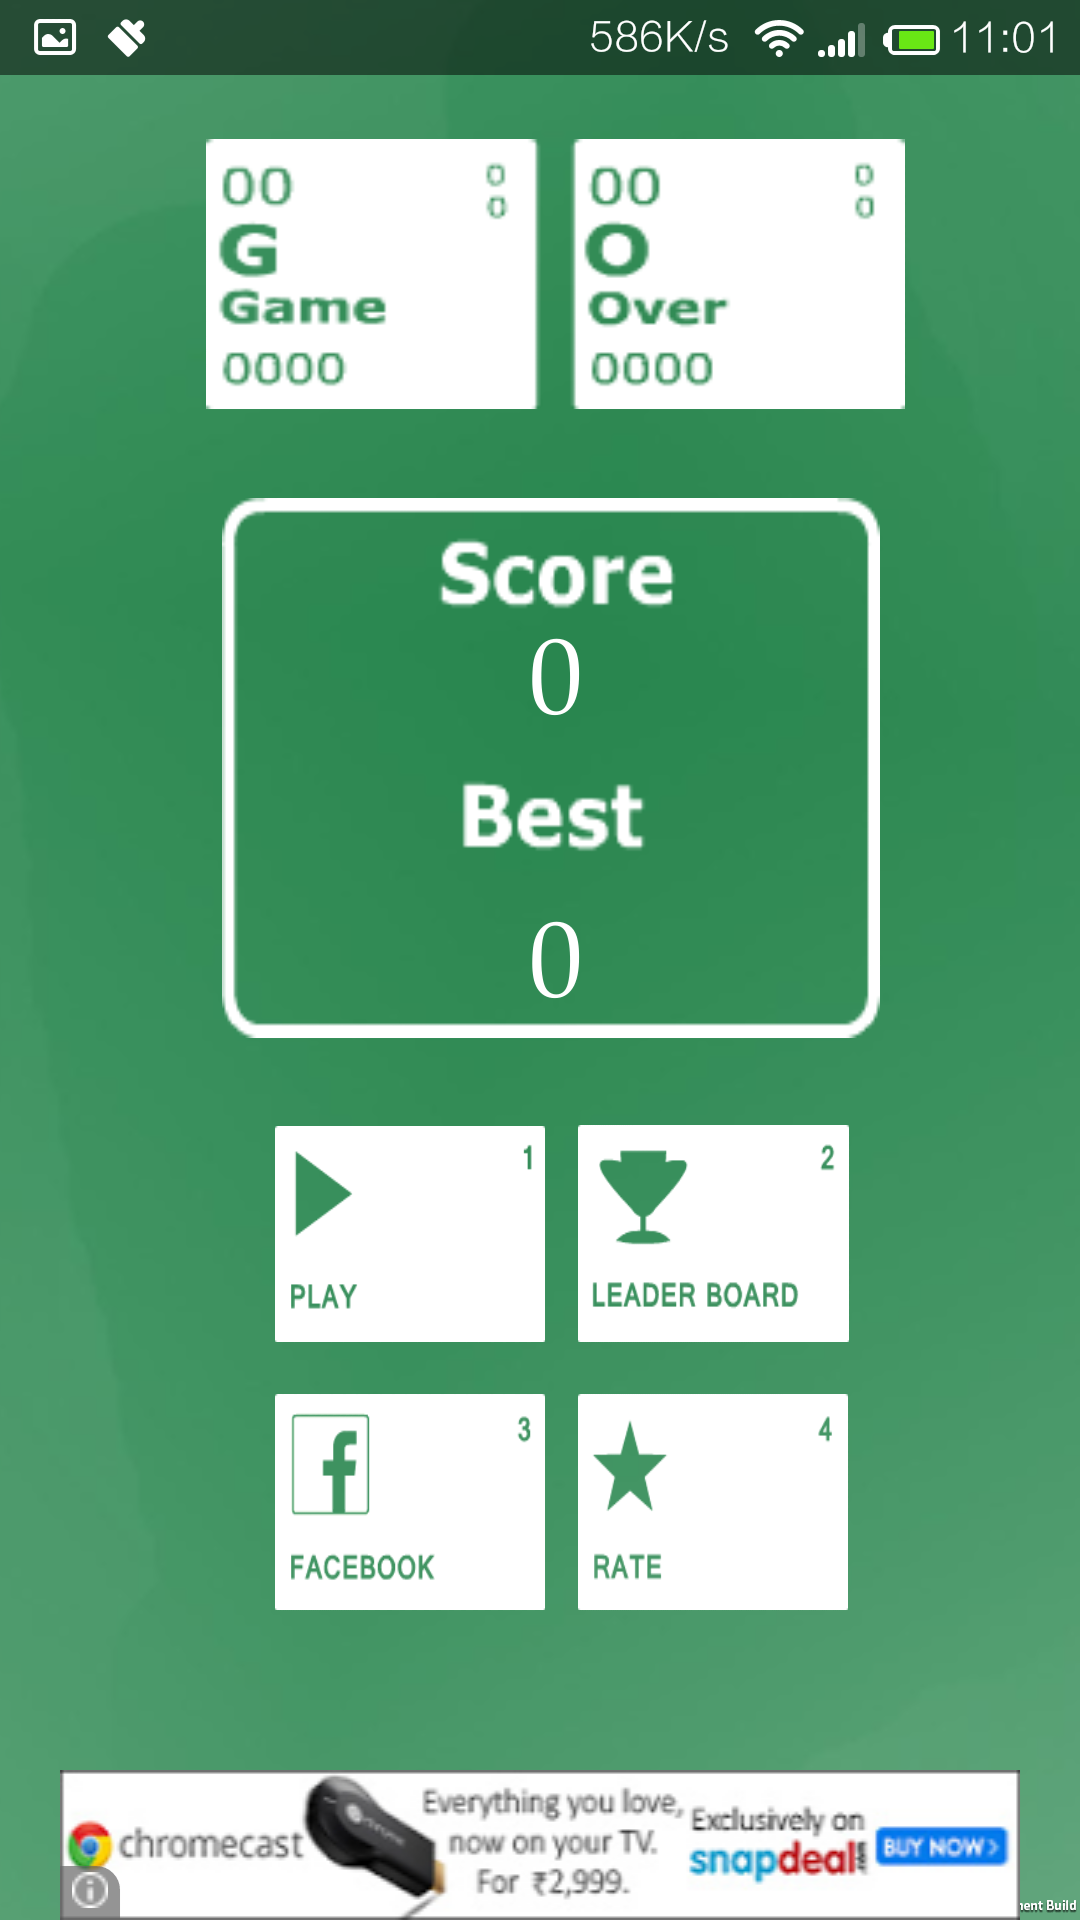 586K/s 11:01
00 0
0
G
Game
0000
00 0
0
O
Over
0000
Score
0
Best
0
1
PLAY
2
LEADER BOARD
3
FACEBOOK
4
RATE
chromecast
Everything you love,
now on your TV.
For ₹2,999.
Exclusively on
snapdeal
BUY NOW >
Build